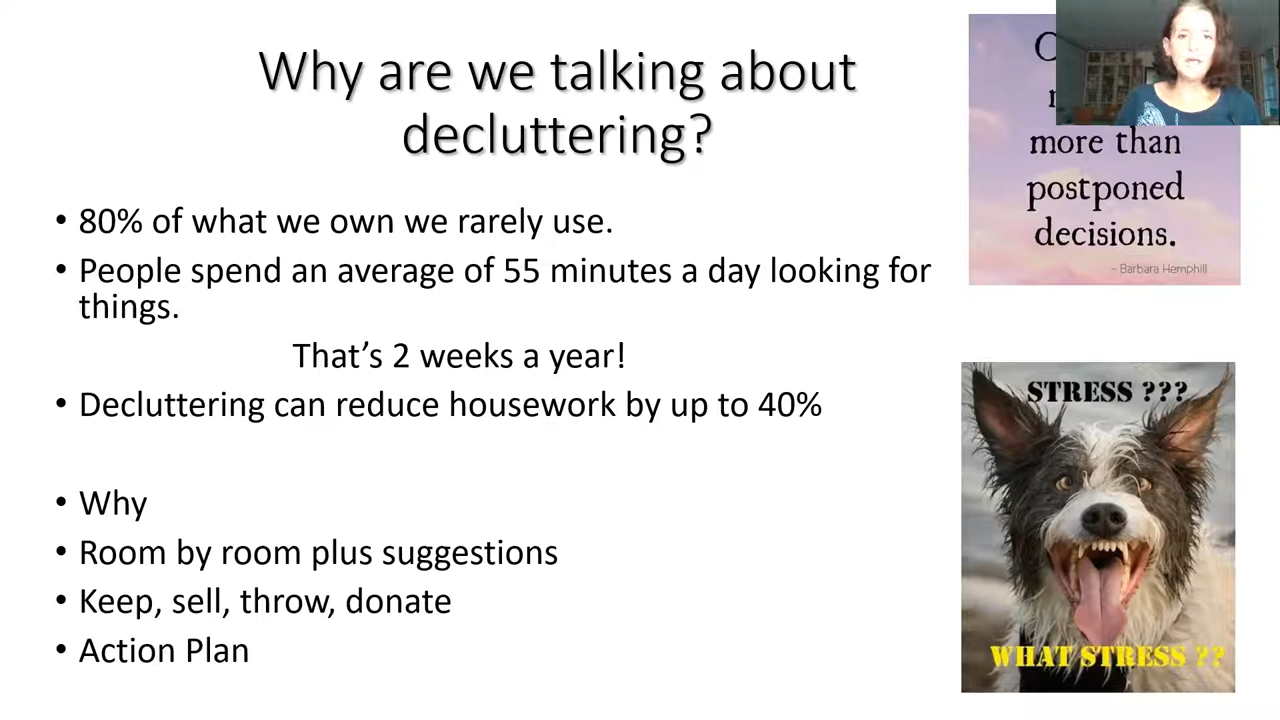 Why are we talking about
decluttering?
• 80% of what we own we rarely use.
• People spend an average of 55 minutes a day looking for
things.
That’s 2 weeks a year!
• Decluttering can reduce housework by up to 40%
• Why
• Room by room plus suggestions
• Keep, sell, throw, donate
• Action Plan
more than
postponed
decisions.
~ Barbara Hemphill
STRESS ???
WHAT STRESS ??